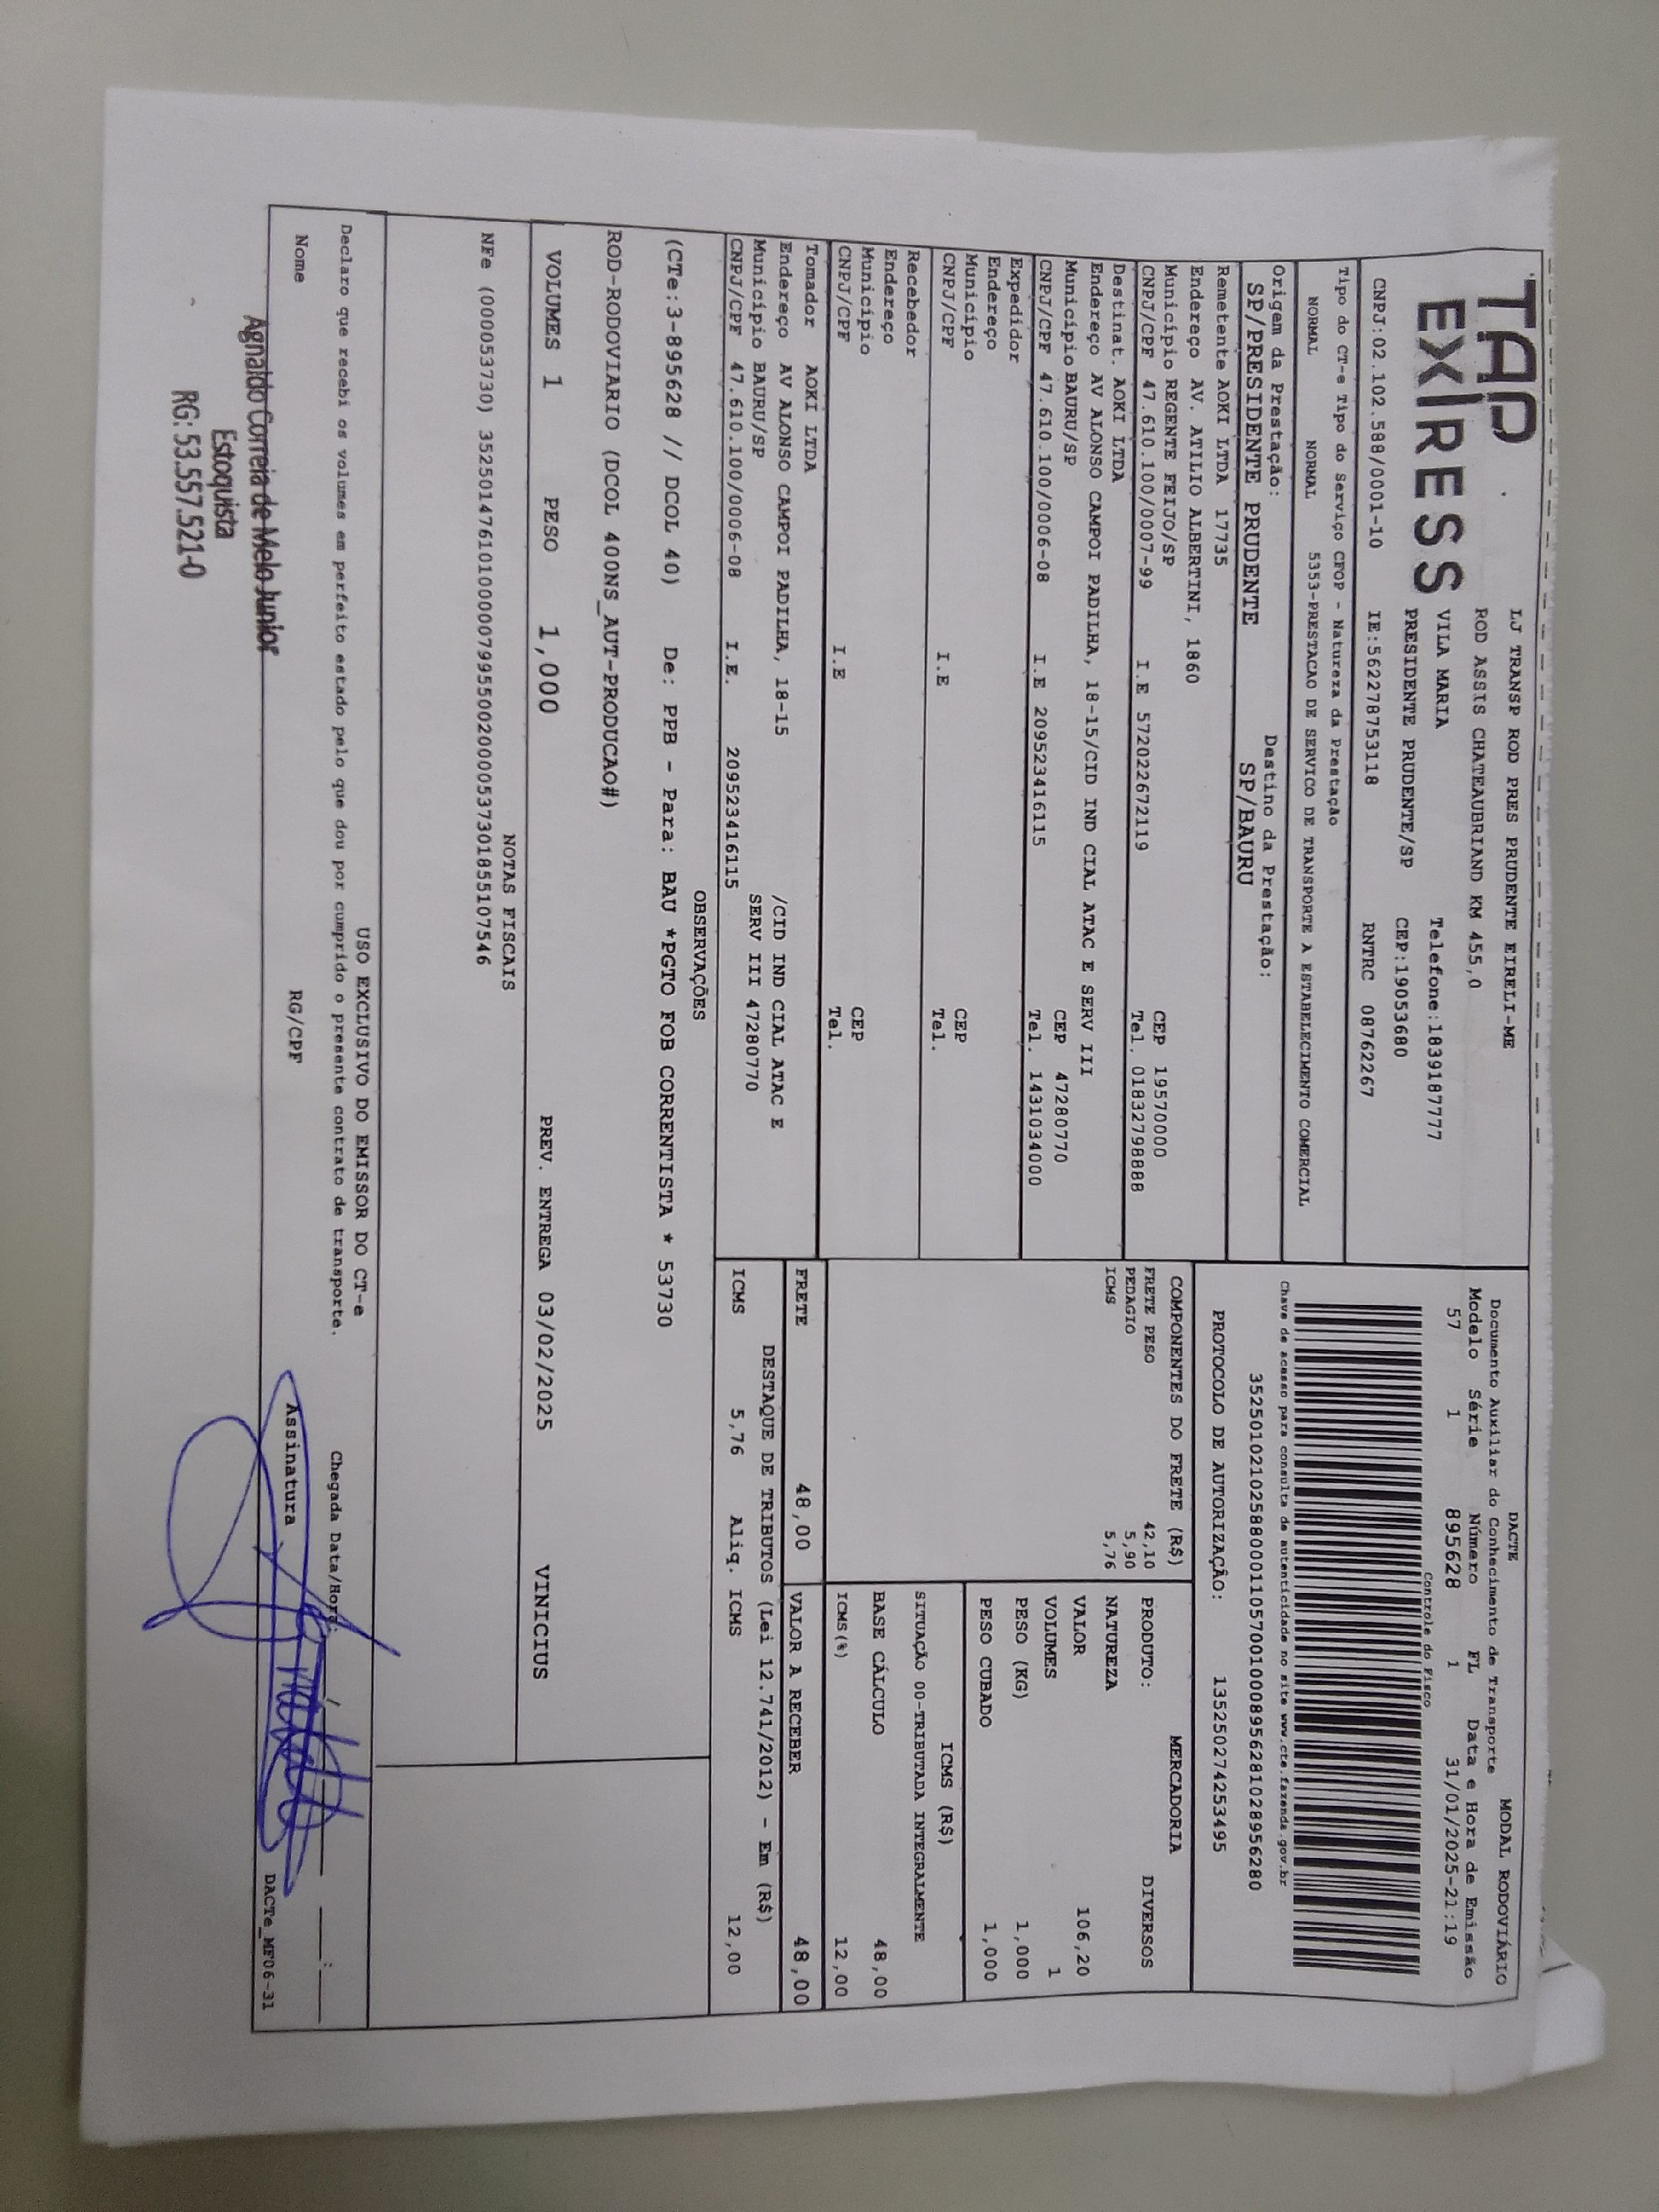 TAP
EXPRESS
LJ TRANSP ROD PRES PRUDENTE EIRELI-ME
ROD ASSIS CHATEAUBRIAND KM 455,0
VILA MARIA Telefone:1839187777
PRESIDENTE PRUDENTE/SP CEP:19053680
CNPJ:02.102.588/0001-10 IE:562278753118 RNTRC 08762267
DACTE MODAL RODOVIÁRIO
Documento Auxiliar do Conhecimento de Transporte
Modelo Série Número FL Data e Hora de Emissão
57 1 895628 1 31/01/2025-21:19
Controle do Fisco
Chave de acesso para consulta de autenticidade no site www.cte.fazenda.gov.br
35250102102588000110570010008956281028956280
PROTOCOLO DE AUTORIZAÇÃO: 135250274253495
Tipo do CT-e Tipo do Serviço CFOP - Natureza da Prestação
NORMAL NORMAL 5353-PRESTACAO DE SERVICO DE TRANSPORTE A ESTABELECIMENTO COMERCIAL
Origem da Prestação: Destino da Prestação:
SP/PRESIDENTE PRUDENTE SP/BAURU
Remetente AOKI LTDA 17735
Endereço AV. ATILIO ALBERTINI, 1860
Município REGENTE FEIJO/SP CEP 19570000
CNPJ/CPF 47.610.100/0007-99 I.E 572022672119 Tel. 01832798888
Destinat. AOKI LTDA
Endereço AV ALONSO CAMPOI PADILHA, 18-15/CID IND CIAL ATAC E SERV III
Município BAURU/SP CEP 47280770
CNPJ/CPF 47.610.100/0006-08 I.E 209523416115 Tel. 1431034000
Expedidor
Endereço
Município CEP
CNPJ/CPF I.E Tel.
Recebedor
Endereço
Município CEP
CNPJ/CPF I.E Tel.
Tomador AOKI LTDA
Endereço AV ALONSO CAMPOI PADILHA, 18-15 /CID IND CIAL ATAC E
Município BAURU/SP SERV III 47280770
CNPJ/CPF 47.610.100/0006-08 I.E. 209523416115
COMPONENTES DO FRETE (R$)
FRETE PESO 42,10
PEDAGIO 5,90
ICMS 5,76
MERCADORIA
PRODUTO: DIVERSOS
NATUREZA
VALOR 106,20
VOLUMES 1
PESO (KG) 1,000
PESO CUBADO 1,000
ICMS (R$)
SITUAÇÃO 00-TRIBUTADA INTEGRALMENTE
BASE CÁLCULO 48,00
ICMS(%) 12,00
FRETE 48,00 VALOR A RECEBER 48,00
DESTAQUE DE TRIBUTOS (Lei 12.741/2012) - Em (R$)
ICMS 5,76 Aliq. ICMS 12,00
OBSERVAÇÕES
(CTe:3-895628 // DCOL 40) De: PPB - Para: BAU *PGTO FOB CORRENTISTA * 53730
ROD-RODOVIARIO (DCOL 400NS_AUT-PRODUCAO#)
VOLUMES 1 PESO 1,000 PREV. ENTREGA 03/02/2025 VINICIUS
NOTAS FISCAIS
NFe (000053730) 35250147610100000799550020000537301855107546
USO EXCLUSIVO DO EMISSOR DO CT-e
Declaro que recebi os volumes em perfeito estado pelo que dou por cumprido o presente contrato de transporte. Chegada Data/Hora:
Nome RG/CPF Assinatura
DACTe_MF06-31
Agnaldo Correia de Melo Junior
Estoquista
RG: 53.557.521-0